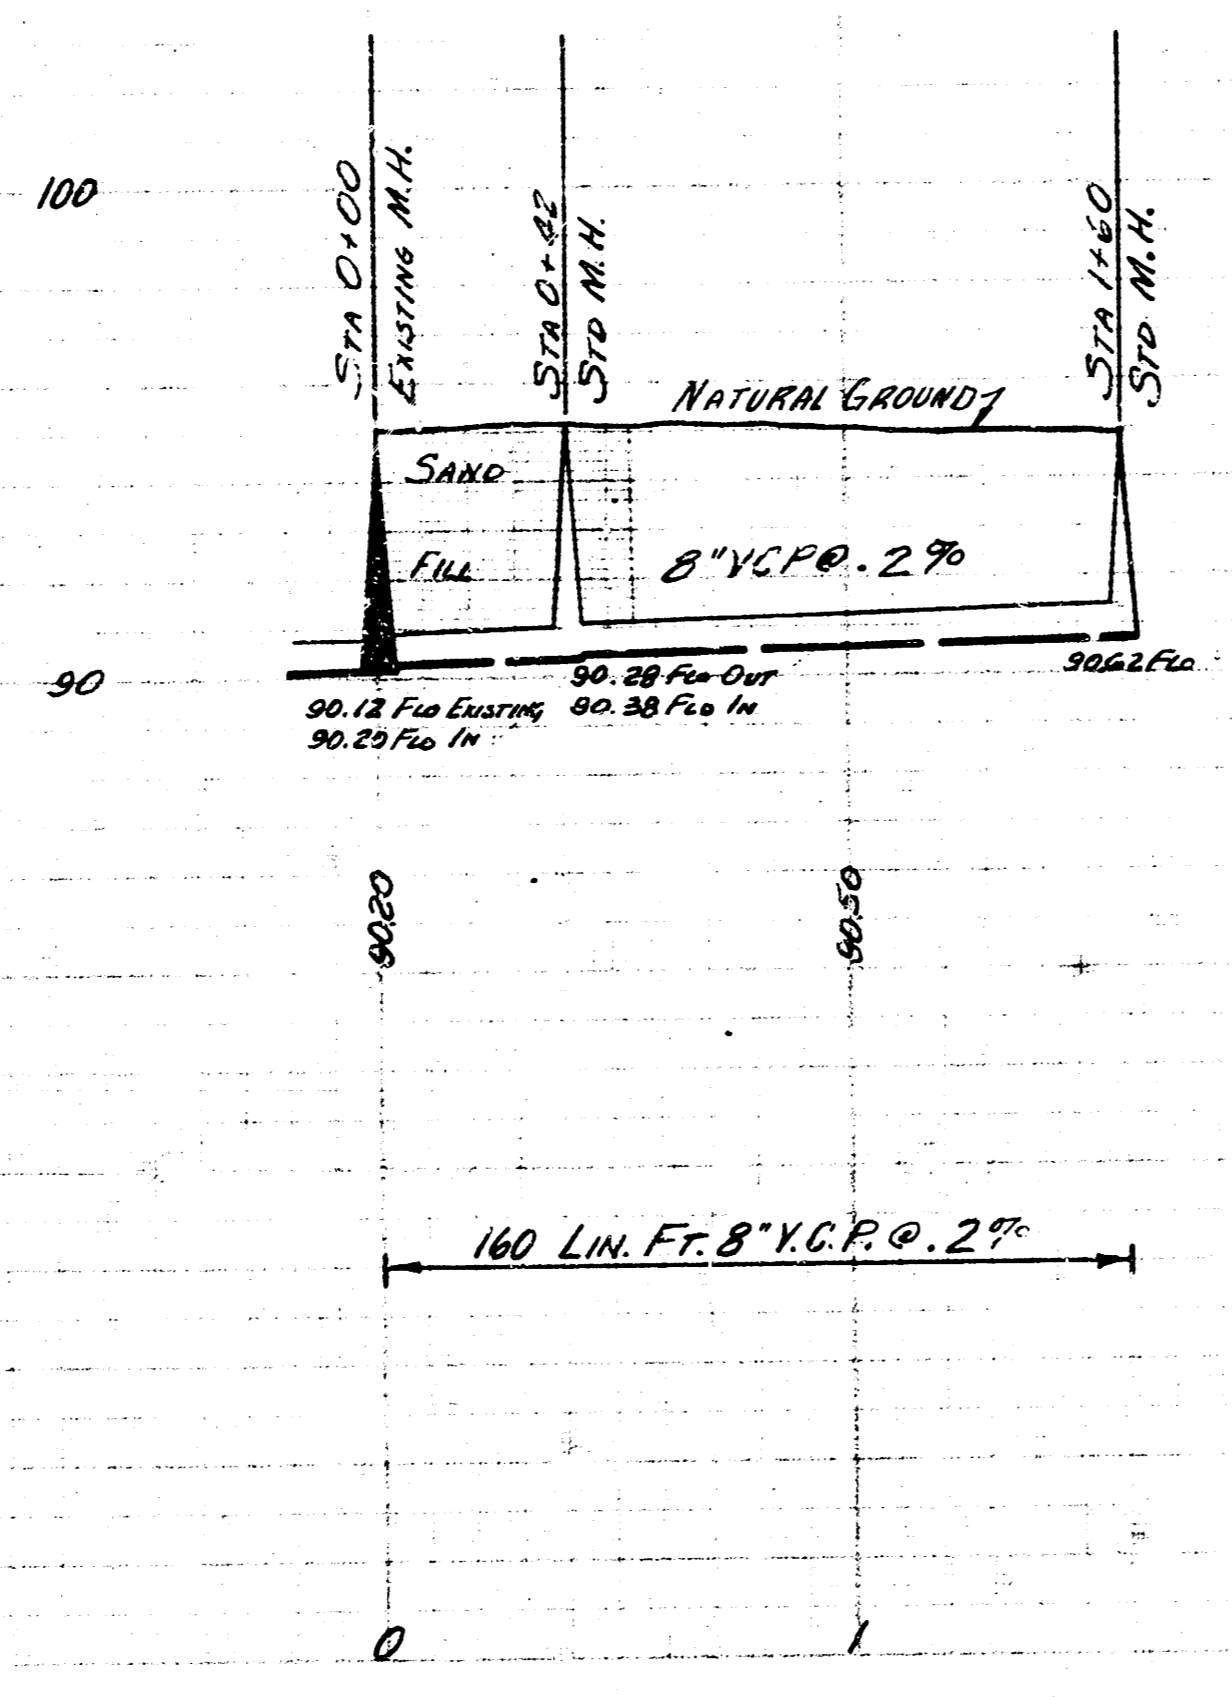 100
STA 0+00
EXISTING M.H.
STA 0+42
STD M.H.
STA 1+60
STD M.H.
NATURAL GROUND
SAND
FILL
8" VCP @ .2%
90
90.12 FLO EXISTING
90.20 FLO IN
90.28 FLO OUT
90.38 FLO IN
90.62 FLO
90.20
90.50
160 LIN. FT. 8" V.C.P. @ .2%
0
1